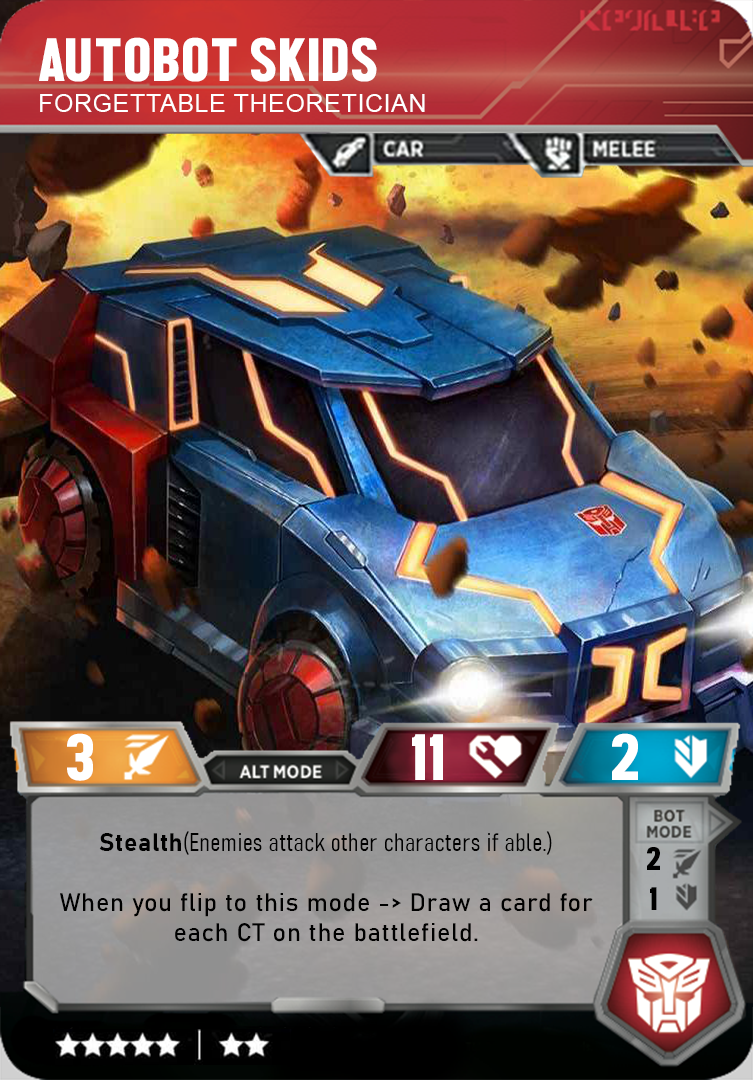 AUTOBOT SKIDS
FORGETTABLE THEORETICIAN
CAR
MELEE
3
ALT MODE
11
2
Stealth(Enemies attack other characters if able.)
When you flip to this mode -> Draw a card for
each CT on the battlefield.
BOT
MODE
2
1